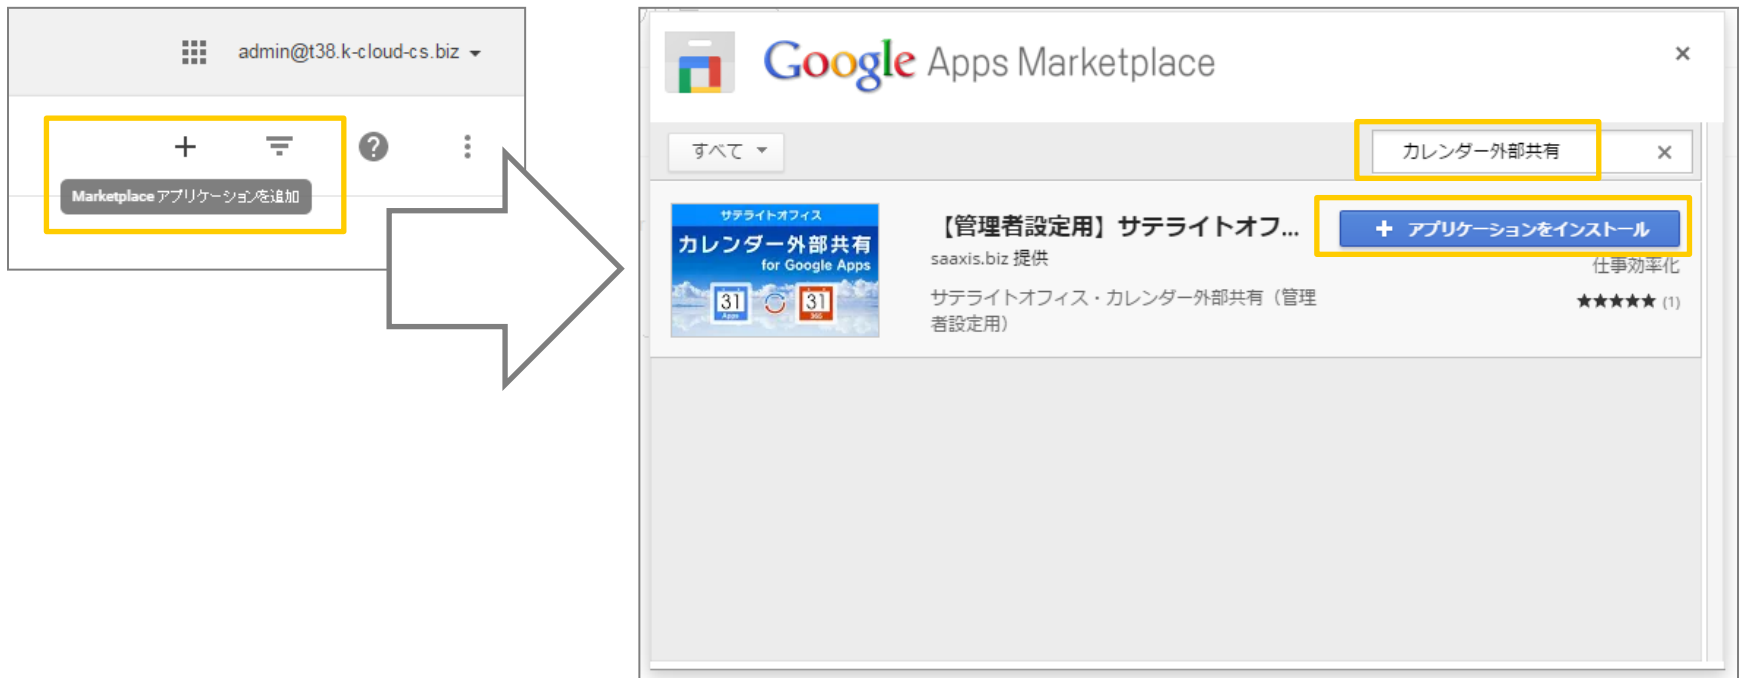 admin@t38.k-cloud-cs.biz
Marketplace アプリケーションを追加
Google Apps Marketplace
すべて
カレンダー外部共有
サテライトオフィス
カレンダー外部共有
for Google Apps
31
Apps
31
365
【管理者設定用】サテライトオフ...
saaxis.biz 提供
サテライトオフィス・カレンダー外部共有（管理
者設定用）
+ アプリケーションをインストール
仕事効率化
★★★★★ (1)